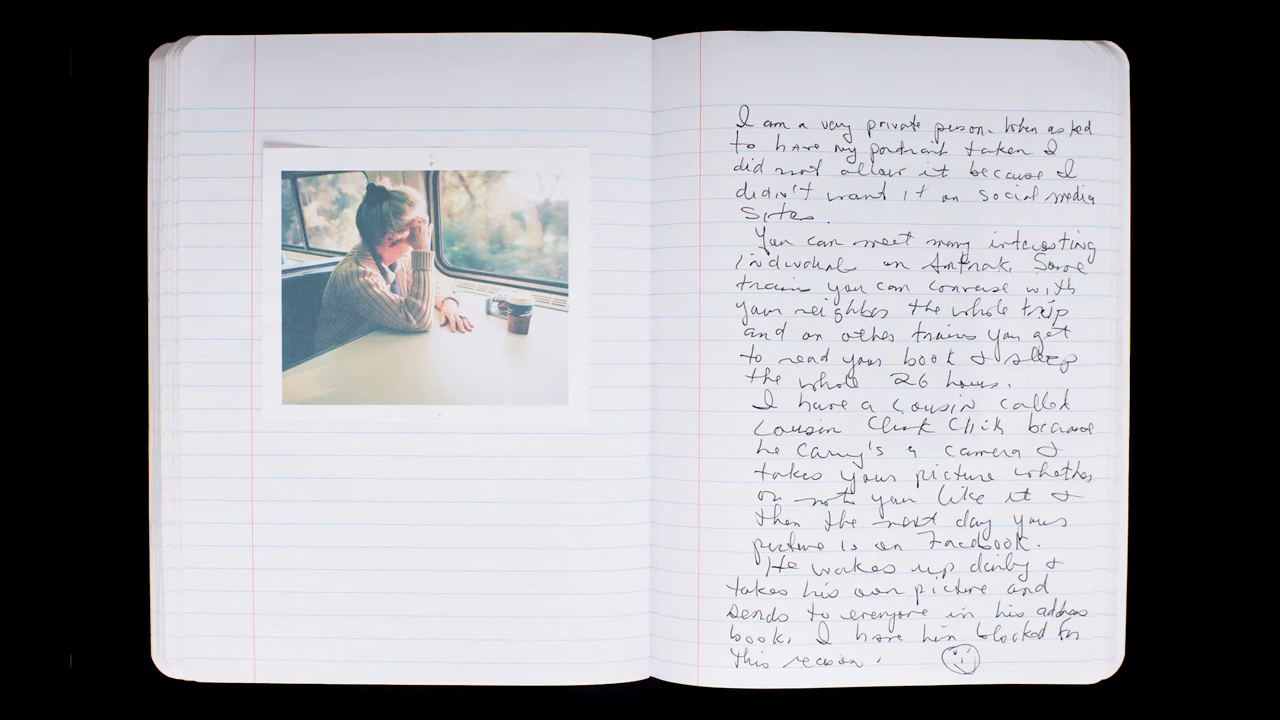 I am a very private person. When asked
to have my portrait taken I
did not allow it because I
didn't want it on social media
sites.
You can meet many interesting
individuals on Amtrak. Some
trains you can converse with
your neighbor the whole trip
and on other trains you get
to read your book & sleep
the whole 26 hours.
I have a cousin called
Cousin Click Click because
he carry's a camera &
takes your picture whether
or not you like it &
then the next day your
picture is on Facebook.
He wakes up daily &
takes his own picture and
sends to everyone in his address
book. I have him blocked for
this reason.